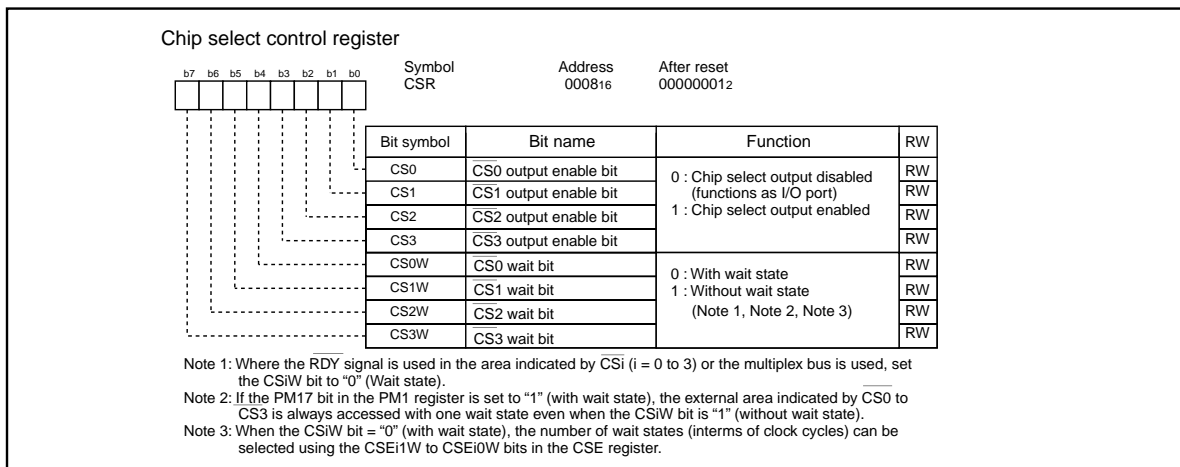 Chip select control register
b7 b6 b5 b4 b3 b2 b1 b0
Symbol Address After reset
CSR 000816 000000012
Bit symbol Bit name Function RW
CS0 CS0 output enable bit RW
CS1 CS1 output enable bit RW
CS2 CS2 output enable bit RW
CS3 CS3 output enable bit RW
0 : Chip select output disabled
(functions as I/O port)
1 : Chip select output enabled
CS0W CS0 wait bit RW
CS1W CS1 wait bit RW
CS2W CS2 wait bit RW
CS3W CS3 wait bit RW
0 : With wait state
1 : Without wait state
(Note 1, Note 2, Note 3)
Note 1: Where the RDY signal is used in the area indicated by CSi (i = 0 to 3) or the multiplex bus is used, set
the CSiW bit to “0” (Wait state).
Note 2: If the PM17 bit in the PM1 register is set to “1” (with wait state), the external area indicated by CS0 to
CS3 is always accessed with one wait state even when the CSiW bit is “1” (without wait state).
Note 3: When the CSiW bit = “0” (with wait state), the number of wait states (interms of clock cycles) can be
selected using the CSEi1W to CSEi0W bits in the CSE register.